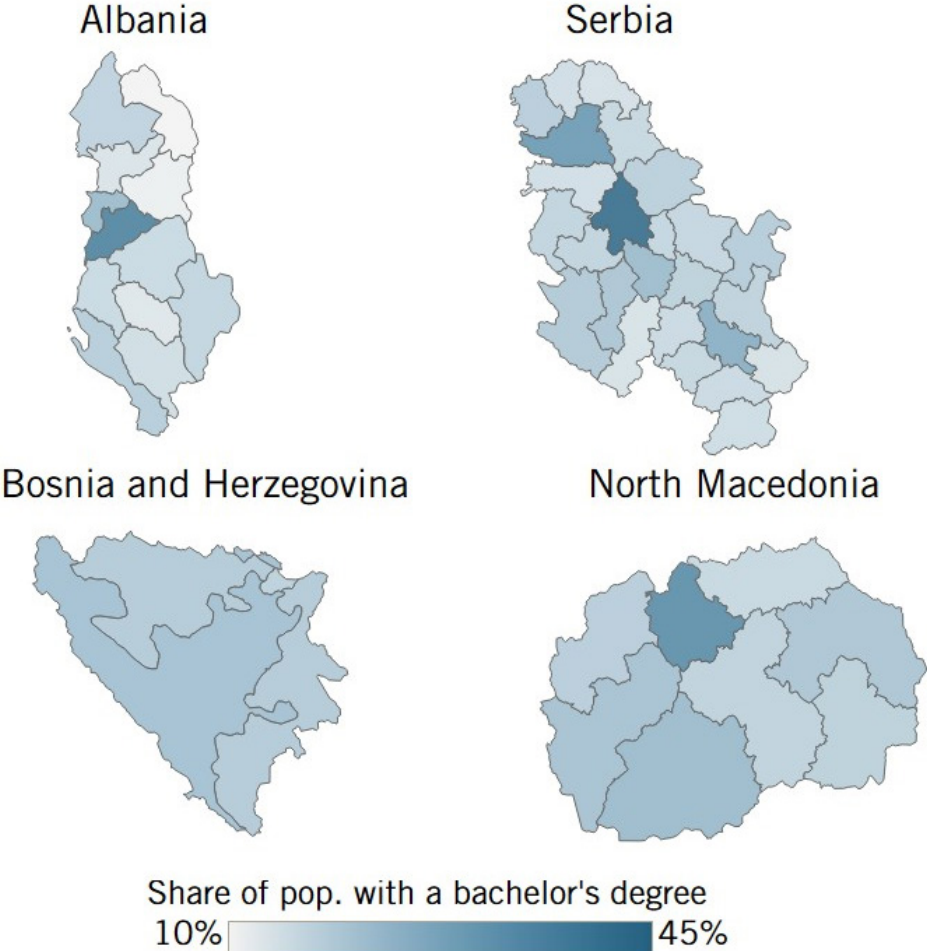 Albania
Serbia
Bosnia and Herzegovina
North Macedonia
Share of pop. with a bachelor's degree
10%
45%